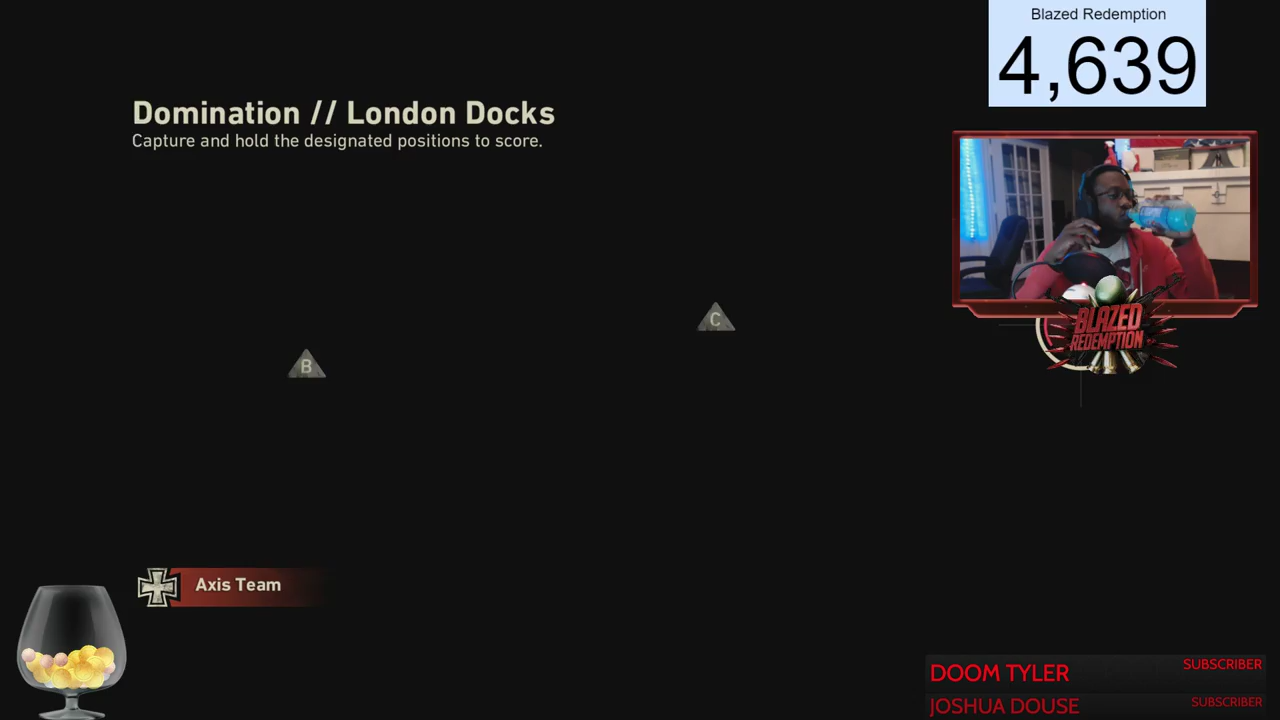 Blazed Redemption
4,639
Domination // London Docks
Capture and hold the designated positions to score.
C
B
BLAZED
REDEMPTION
Axis Team
DOOM TYLER SUBSCRIBER
JOSHUA DOUSE SUBSCRIBER